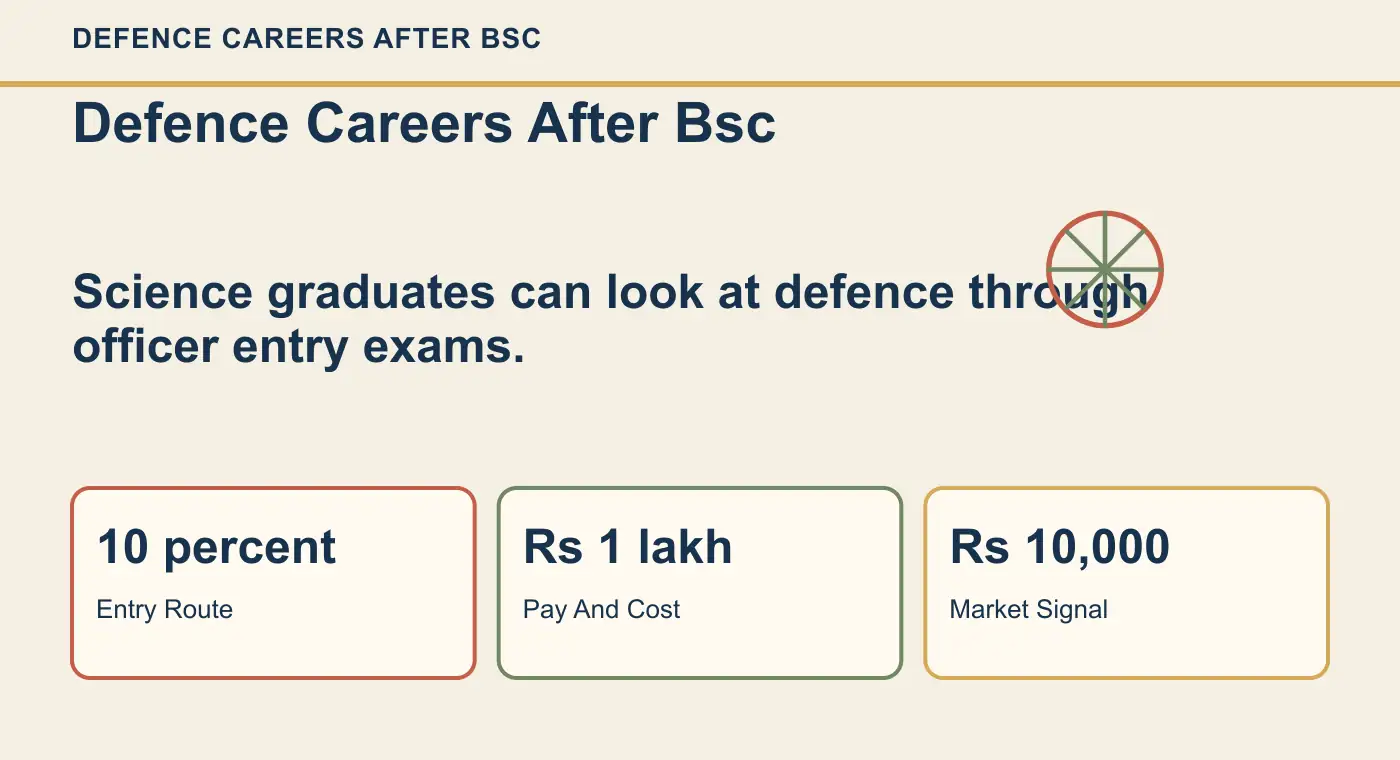 DEFENCE CAREERS AFTER BSC
Defence Careers After Bsc
Science graduates can look at defence through
officer entry exams.
10 percent
Entry Route
Rs 1 lakh
Pay And Cost
Rs 10,000
Market Signal